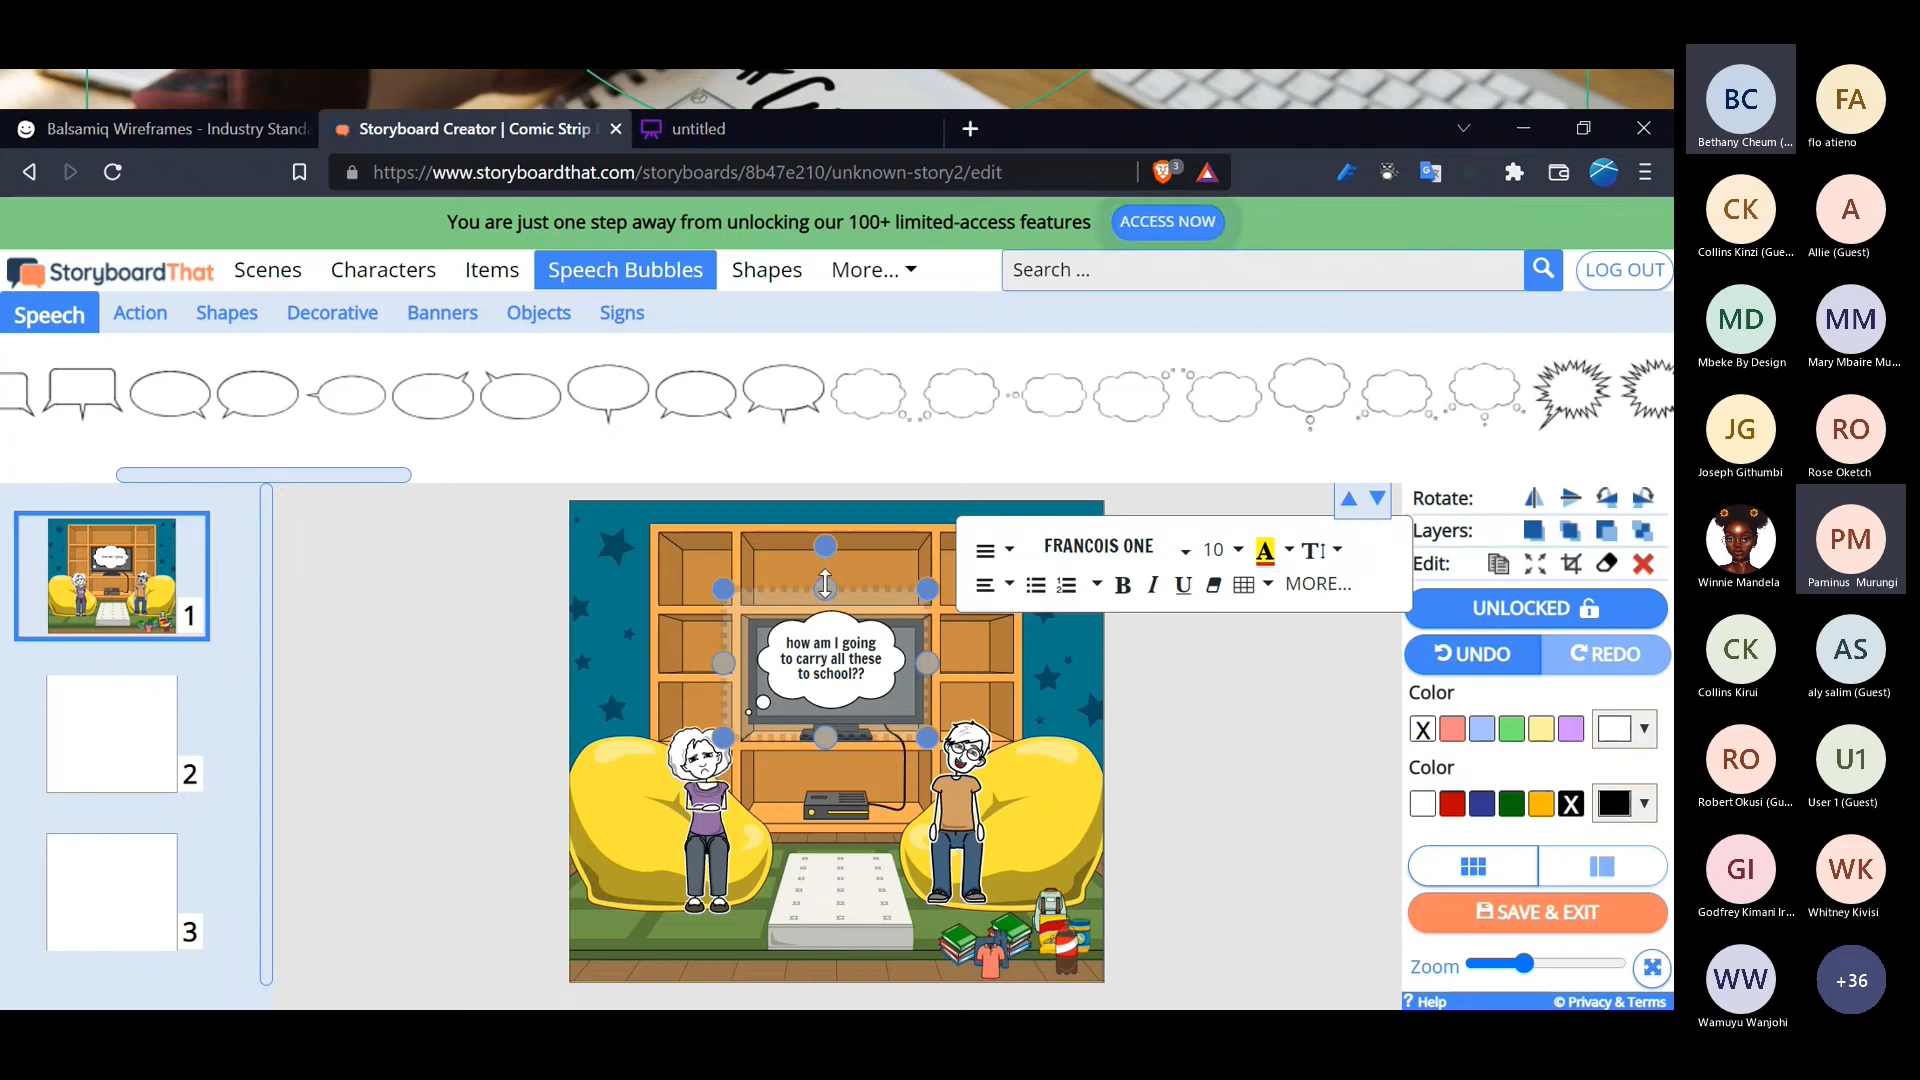 Balsamiq Wireframes - Industry Standa
Storyboard Creator | Comic Strip
untitled
https://www.storyboardthat.com/storyboards/8b47e210/unknown-story2/edit
3
You are just one step away from unlocking our 100+ limited-access features
ACCESS NOW
StoryboardThat
Scenes
Characters
Items
Speech Bubbles
Shapes
More...
Search ...
LOG OUT
Speech
Action
Shapes
Decorative
Banners
Objects
Signs
1
2
3
how am I going
to carry all these
to school??
FRANCOIS ONE
10
A
B
I
U
MORE...
Rotate:
Layers:
Edit:
UNLOCKED
UNDO
REDO
Color
X
Color
X
SAVE & EXIT
Zoom
? Help
© Privacy & Terms
BC
Bethany Cheum (...
FA
flo atieno
CK
Collins Kinzi (Gue...
A
Allie (Guest)
MD
Mbeke By Design
MM
Mary Mbaire Mu...
JG
Joseph Githumbi
RO
Rose Oketch
Winnie Mandela
PM
Paminus Murungi
CK
Collins Kirui
AS
aly salim (Guest)
RO
Robert Okusi (Gu...
U1
User 1 (Guest)
GI
Godfrey Kimani Ir...
WK
Whitney Kivisi
WW
Wamuyu Wanjohi
+36